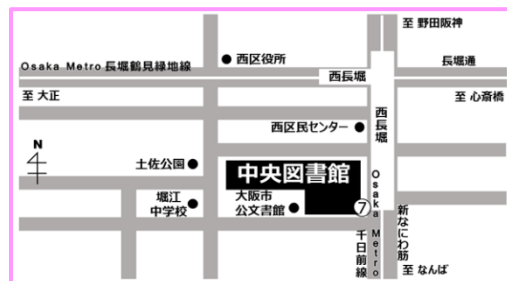 至 野田阪神
西区役所
Osaka Metro 長堀鶴見緑地線
長堀通
西長堀
至 大正
至 心斎橋
西区民センター
西長堀
N
土佐公園
中央図書館
堀江
中学校
大阪市
公文書館
⑦
Osaka Metro
千日前線
新なにわ筋
至 なんば